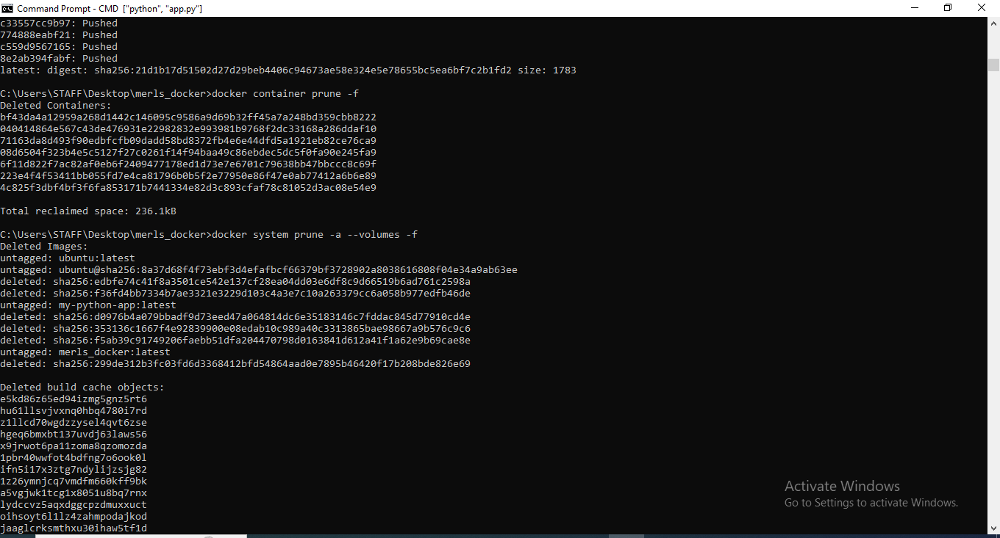 Command Prompt - CMD ["python", "app.py"]
c33557cc9b97: Pushed
774888eabf21: Pushed
c559d9567165: Pushed
8e2ab394fabf: Pushed
latest: digest: sha256:21d1b17d51502d27d29beb4406c94673ae58e324e5e78655bc5ea6bf7c2b1fd2 size: 1783
C:\Users\STAFF\Desktop\merls_docker>docker container prune -f
Deleted Containers:
bf43da4a12959a268d1442c146095c9586a9d69b32ff45a7a248bd359cbb8222
040414864e567c43de476931e22982832e993981b9768f2dc33168a286ddaf10
71163da8d493f90edbfcfb09dadd58bd8372fb4e6e44dfd5a1921eb82ce76ca9
08d6504f323b4e5c5127f27c0261f14f94baa49c86ebdec5dc5f0fa90e245fa9
6f11d822f7ac82af0eb6f2409477178ed1d73e7e6701c79638bb47bbccc8c69f
223e4f4f53411bb055fd7e4ca81796b0b5f2e77950e86f47e0ab77412a6b6e89
4c825f3dbf4bf3f6fa853171b7441334e82d3c893cfaf78c81052d3ac08e54e9
Total reclaimed space: 236.1kB
C:\Users\STAFF\Desktop\merls_docker>docker system prune -a --volumes -f
Deleted Images:
untagged: ubuntu:latest
untagged: ubuntu@sha256:8a37d68f4f73ebf3d4efafbcf66379bf3728902a8038616808f04e34a9ab63ee
deleted: sha256:edbfe74c41f8a3501ce542e137cf28ea04dd03e6df8c9d66519b6ad761c2598a
deleted: sha256:f36fd4bb7334b7ae3321e3229d103c4a3e7c10a263379cc6a058b977edfb46de
untagged: my-python-app:latest
deleted: sha256:d0976b4a079bbadf9d73eed47a064814dc6e35183146c7fddac845d77910cd4e
deleted: sha256:353136c1667f4e92839900e08edab10c989a40c3313865bae98667a9b576c9c6
deleted: sha256:f5ab39c91749206faebb51dfa204470798d0163841d612a41f1a62e9b69cae8e
untagged: merls_docker:latest
deleted: sha256:299de312b3fc03fd6d3368412bfd54864aad0e7895b46420f17b208bde826e69
Deleted build cache objects:
e5kd86z65ed94izmg5gnz5rt6
hu61llsvjvxnq0hbq4780i7rd
z1llcd70wgdzzysel4qvt6zse
hgeq6bmxbt137uvdj63laws56
x9jrwot6pa11zoma8qzomozda
1pbr40wwfot4bdfng7o6ook0l
ifn5i17x3ztg7ndylijzsjg82
1z26ymnjcq7vmdfm660kff9bk
a5vgjwk1tcg1x8051u8bq7rnx
lydccvz5aqxdggcpzdmuxxuct
oihsoyt6l1lz4zahmpodajkod
jaaglcrksmthxu30ihaw5tf1d
Activate Windows
Go to Settings to activate Windows.